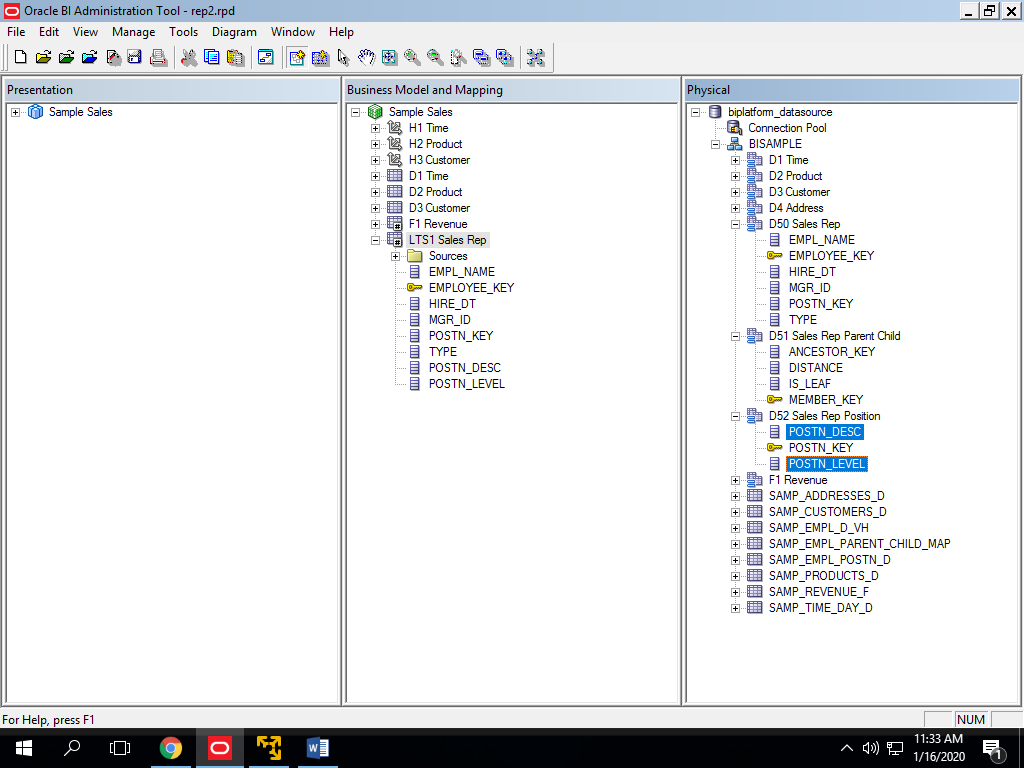 Oracle BI Administration Tool - rep2.rpd
File Edit View Manage Tools Diagram Window Help
Presentation
Sample Sales
Business Model and Mapping
Sample Sales
H1 Time
H2 Product
H3 Customer
D1 Time
D2 Product
D3 Customer
F1 Revenue
LTS1 Sales Rep
Sources
EMPL_NAME
EMPLOYEE_KEY
HIRE_DT
MGR_ID
POSTN_KEY
TYPE
POSTN_DESC
POSTN_LEVEL
Physical
biplatform_datasource
Connection Pool
BISAMPLE
D1 Time
D2 Product
D3 Customer
D4 Address
D50 Sales Rep
EMPL_NAME
EMPLOYEE_KEY
HIRE_DT
MGR_ID
POSTN_KEY
TYPE
D51 Sales Rep Parent Child
ANCESTOR_KEY
DISTANCE
IS_LEAF
MEMBER_KEY
D52 Sales Rep Position
POSTN_DESC
POSTN_KEY
POSTN_LEVEL
F1 Revenue
SAMP_ADDRESSES_D
SAMP_CUSTOMERS_D
SAMP_EMPL_D_VH
SAMP_EMPL_PARENT_CHILD_MAP
SAMP_EMPL_POSTN_D
SAMP_PRODUCTS_D
SAMP_REVENUE_F
SAMP_TIME_DAY_D
For Help, press F1
NUM
11:33 AM
1/16/2020
1